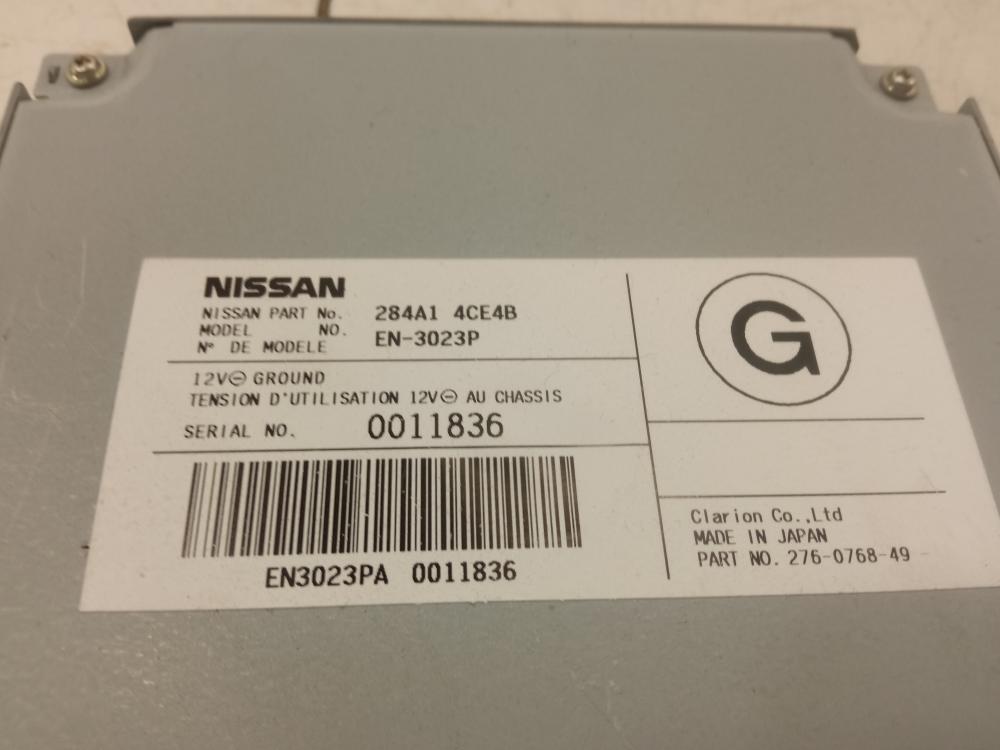 NISSAN
NISSAN PART No. 284A1 4CE4B
MODEL NO. EN-3023P
N° DE MODELE
12V⊖ GROUND
TENSION D'UTILISATION 12V⊖ AU CHASSIS
SERIAL NO. 0011836
EN3023PA 0011836
G
Clarion Co.,Ltd
MADE IN JAPAN
PART NO. 276-0768-49